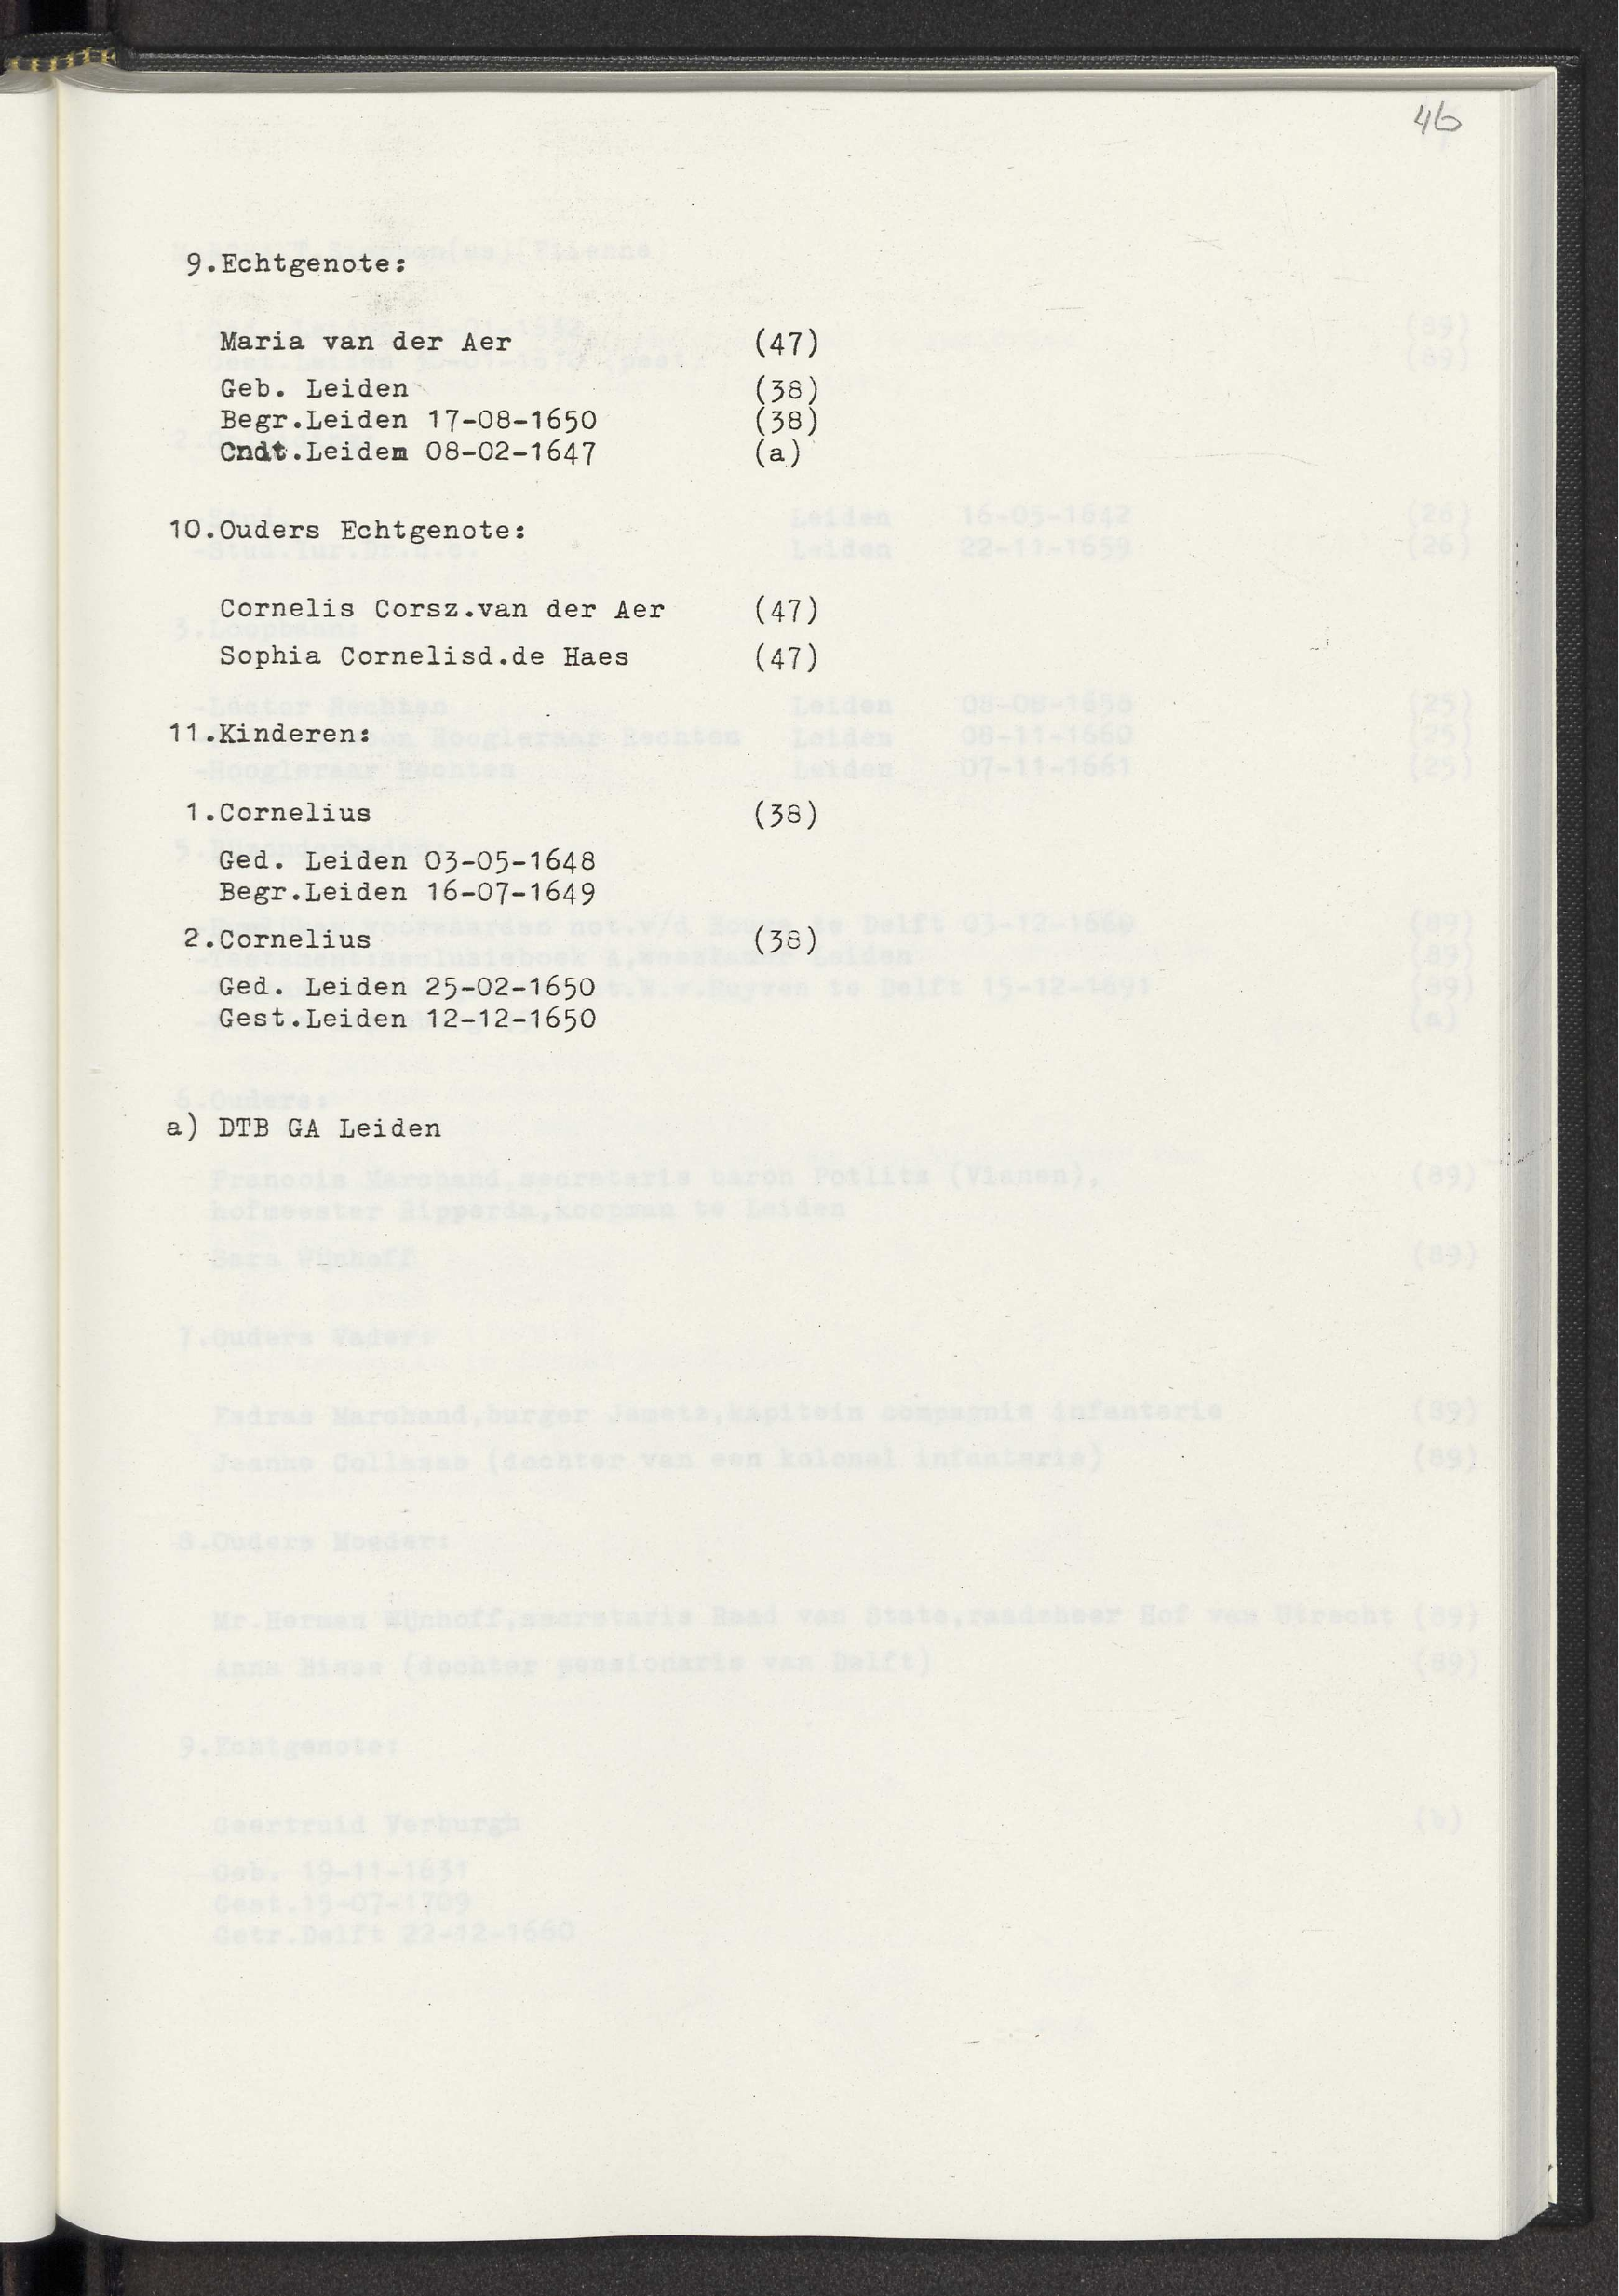 46
9.Echtgenote:
Maria van der Aer (47)
Geb. Leiden (38)
Begr.Leiden 17-08-1650 (38)
Cndt.Leiden 08-02-1647 (a)
10.Ouders Echtgenote:
Cornelis Corsz.van der Aer (47)
Sophia Cornelisd.de Haes (47)
11.Kinderen:
1.Cornelius (38)
Ged. Leiden 03-05-1648
Begr.Leiden 16-07-1649
2.Cornelius (38)
Ged. Leiden 25-02-1650
Gest.Leiden 12-12-1650
a) DTB GA Leiden